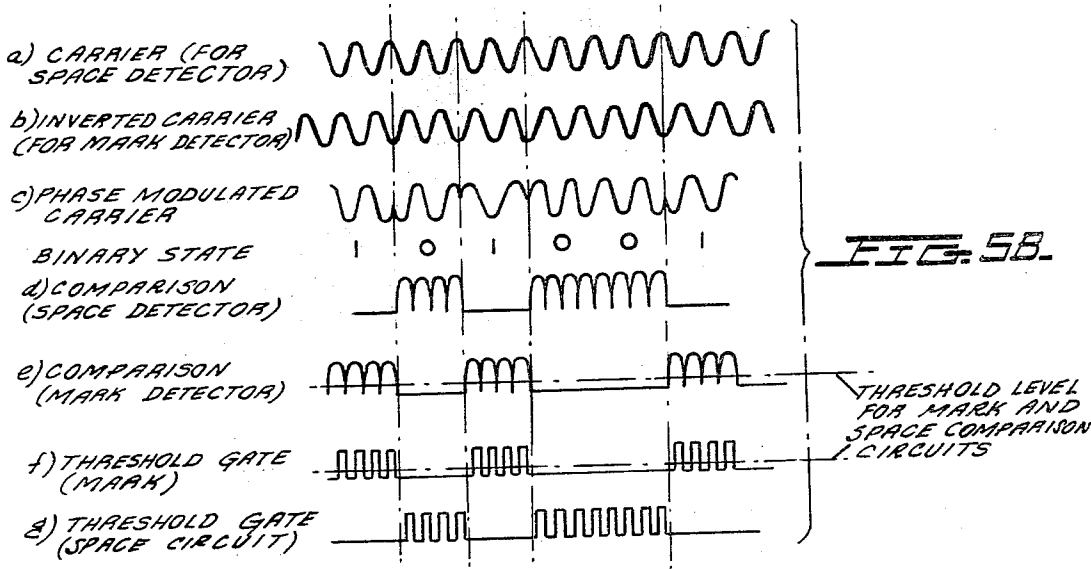 a) CARRIER (FOR
SPACE DETECTOR)
b) INVERTED CARRIER
(FOR MARK DETECTOR)
c) PHASE MODULATED
CARRIER
BINARY STATE 1 0 1 0 0 1
d) COMPARISON
(SPACE DETECTOR)
e) COMPARISON
(MARK DETECTOR)
f) THRESHOLD GATE
(MARK)
g) THRESHOLD GATE
(SPACE CIRCUIT)
THRESHOLD LEVEL
FOR MARK AND
SPACE COMPARISON
CIRCUITS
FIG. 5B.